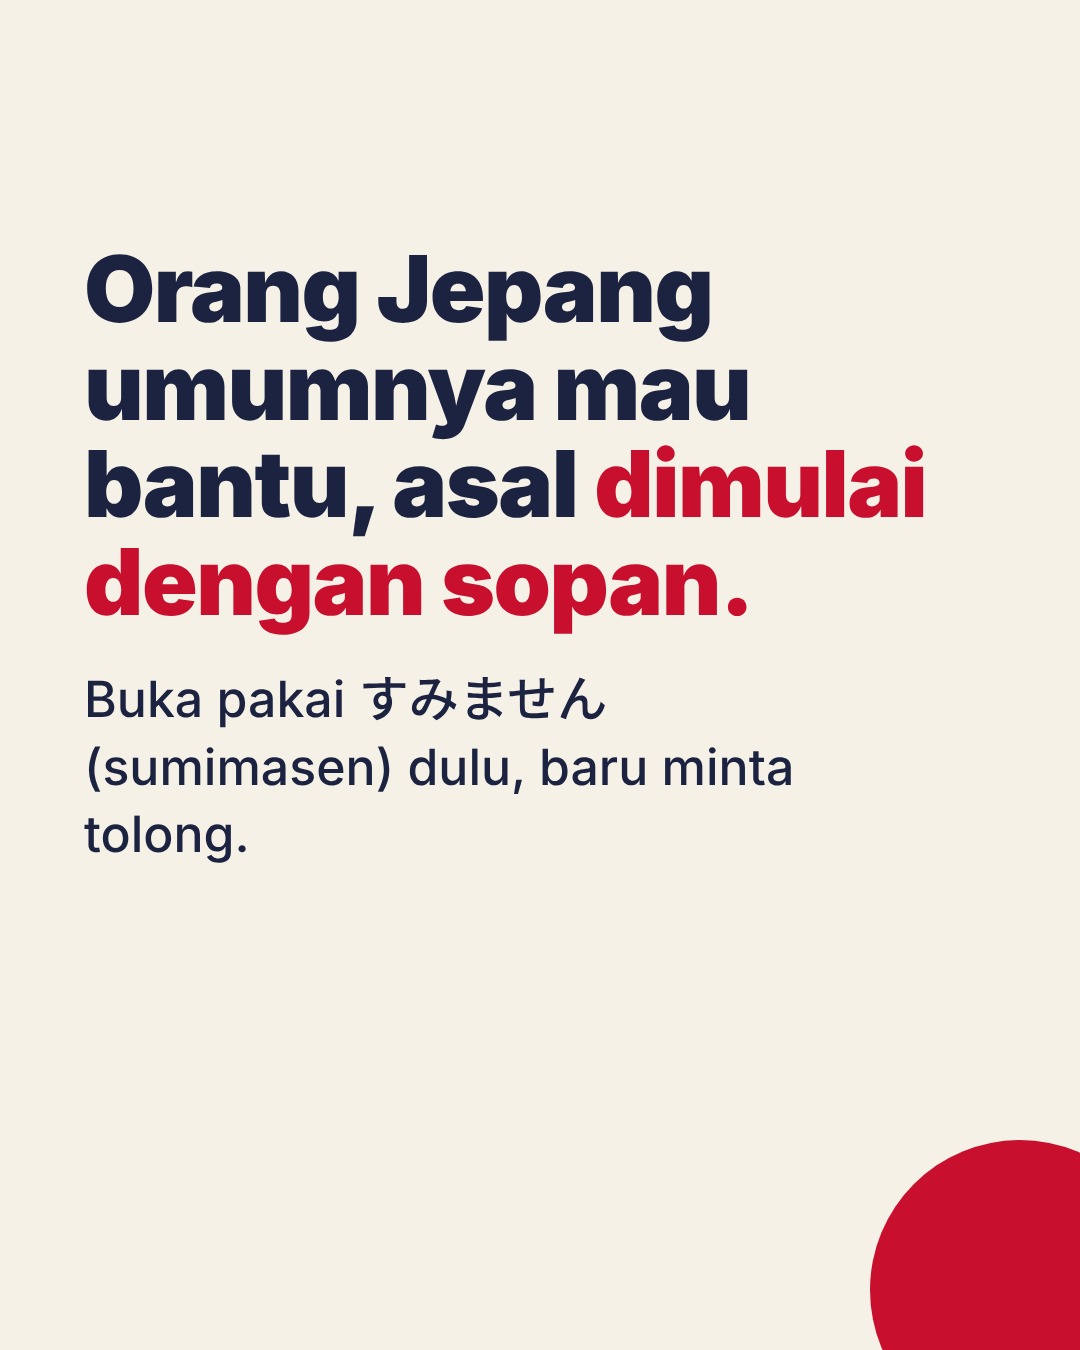 Orang Jepang
umumnya mau
bantu, asal dimulai
dengan sopan.
Buka pakai すみません
(sumimasen) dulu, baru minta
tolong.